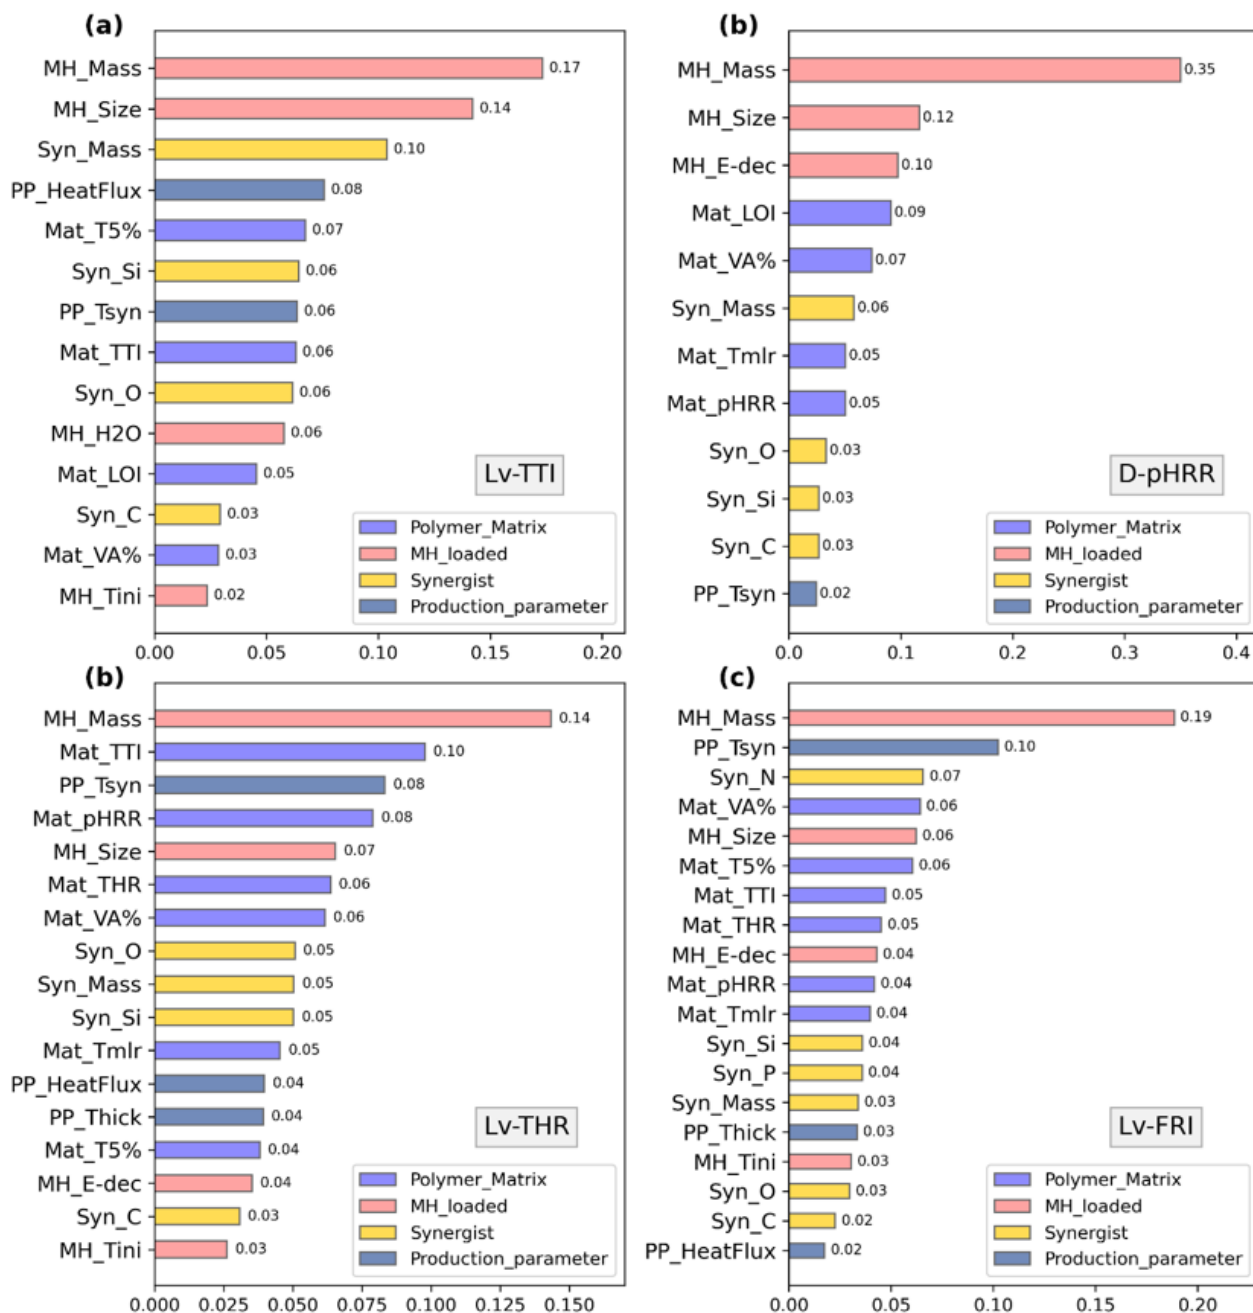 (a)
MH_Mass 0.17
MH_Size 0.14
Syn_Mass 0.10
PP_HeatFlux 0.08
Mat_T5% 0.07
Syn_Si 0.06
PP_Tsyn 0.06
Mat_TTI 0.06
Syn_O 0.06
MH_H2O 0.06
Mat_LOI 0.05
Syn_C 0.03
Mat_VA% 0.03
MH_Tini 0.02
Lv-TTI
Polymer_Matrix
MH_loaded
Synergist
Production_parameter
0.00 0.05 0.10 0.15 0.20
(b)
MH_Mass 0.35
MH_Size 0.12
MH_E-dec 0.10
Mat_LOI 0.09
Mat_VA% 0.07
Syn_Mass 0.06
Mat_Tmlr 0.05
Mat_pHRR 0.05
Syn_O 0.03
Syn_Si 0.03
Syn_C 0.03
PP_Tsyn 0.02
D-pHRR
Polymer_Matrix
MH_loaded
Synergist
Production_parameter
0.0 0.1 0.2 0.3 0.4
(b)
MH_Mass 0.14
Mat_TTI 0.10
PP_Tsyn 0.08
Mat_pHRR 0.08
MH_Size 0.07
Mat_THR 0.06
Mat_VA% 0.06
Syn_O 0.05
Syn_Mass 0.05
Syn_Si 0.05
Mat_Tmlr 0.05
PP_HeatFlux 0.04
PP_Thick 0.04
Mat_T5% 0.04
MH_E-dec 0.04
Syn_C 0.03
MH_Tini 0.03
Lv-THR
Polymer_Matrix
MH_loaded
Synergist
Production_parameter
0.000 0.025 0.050 0.075 0.100 0.125 0.150
(c)
MH_Mass 0.19
PP_Tsyn 0.10
Syn_N 0.07
Mat_VA% 0.06
MH_Size 0.06
Mat_T5% 0.06
Mat_TTI 0.05
Mat_THR 0.05
MH_E-dec 0.04
Mat_pHRR 0.04
Mat_Tmlr 0.04
Syn_Si 0.04
Syn_P 0.04
Syn_Mass 0.03
PP_Thick 0.03
MH_Tini 0.03
Syn_O 0.03
Syn_C 0.02
PP_HeatFlux 0.02
Lv-FRI
Polymer_Matrix
MH_loaded
Synergist
Production_parameter
0.00 0.05 0.10 0.15 0.20